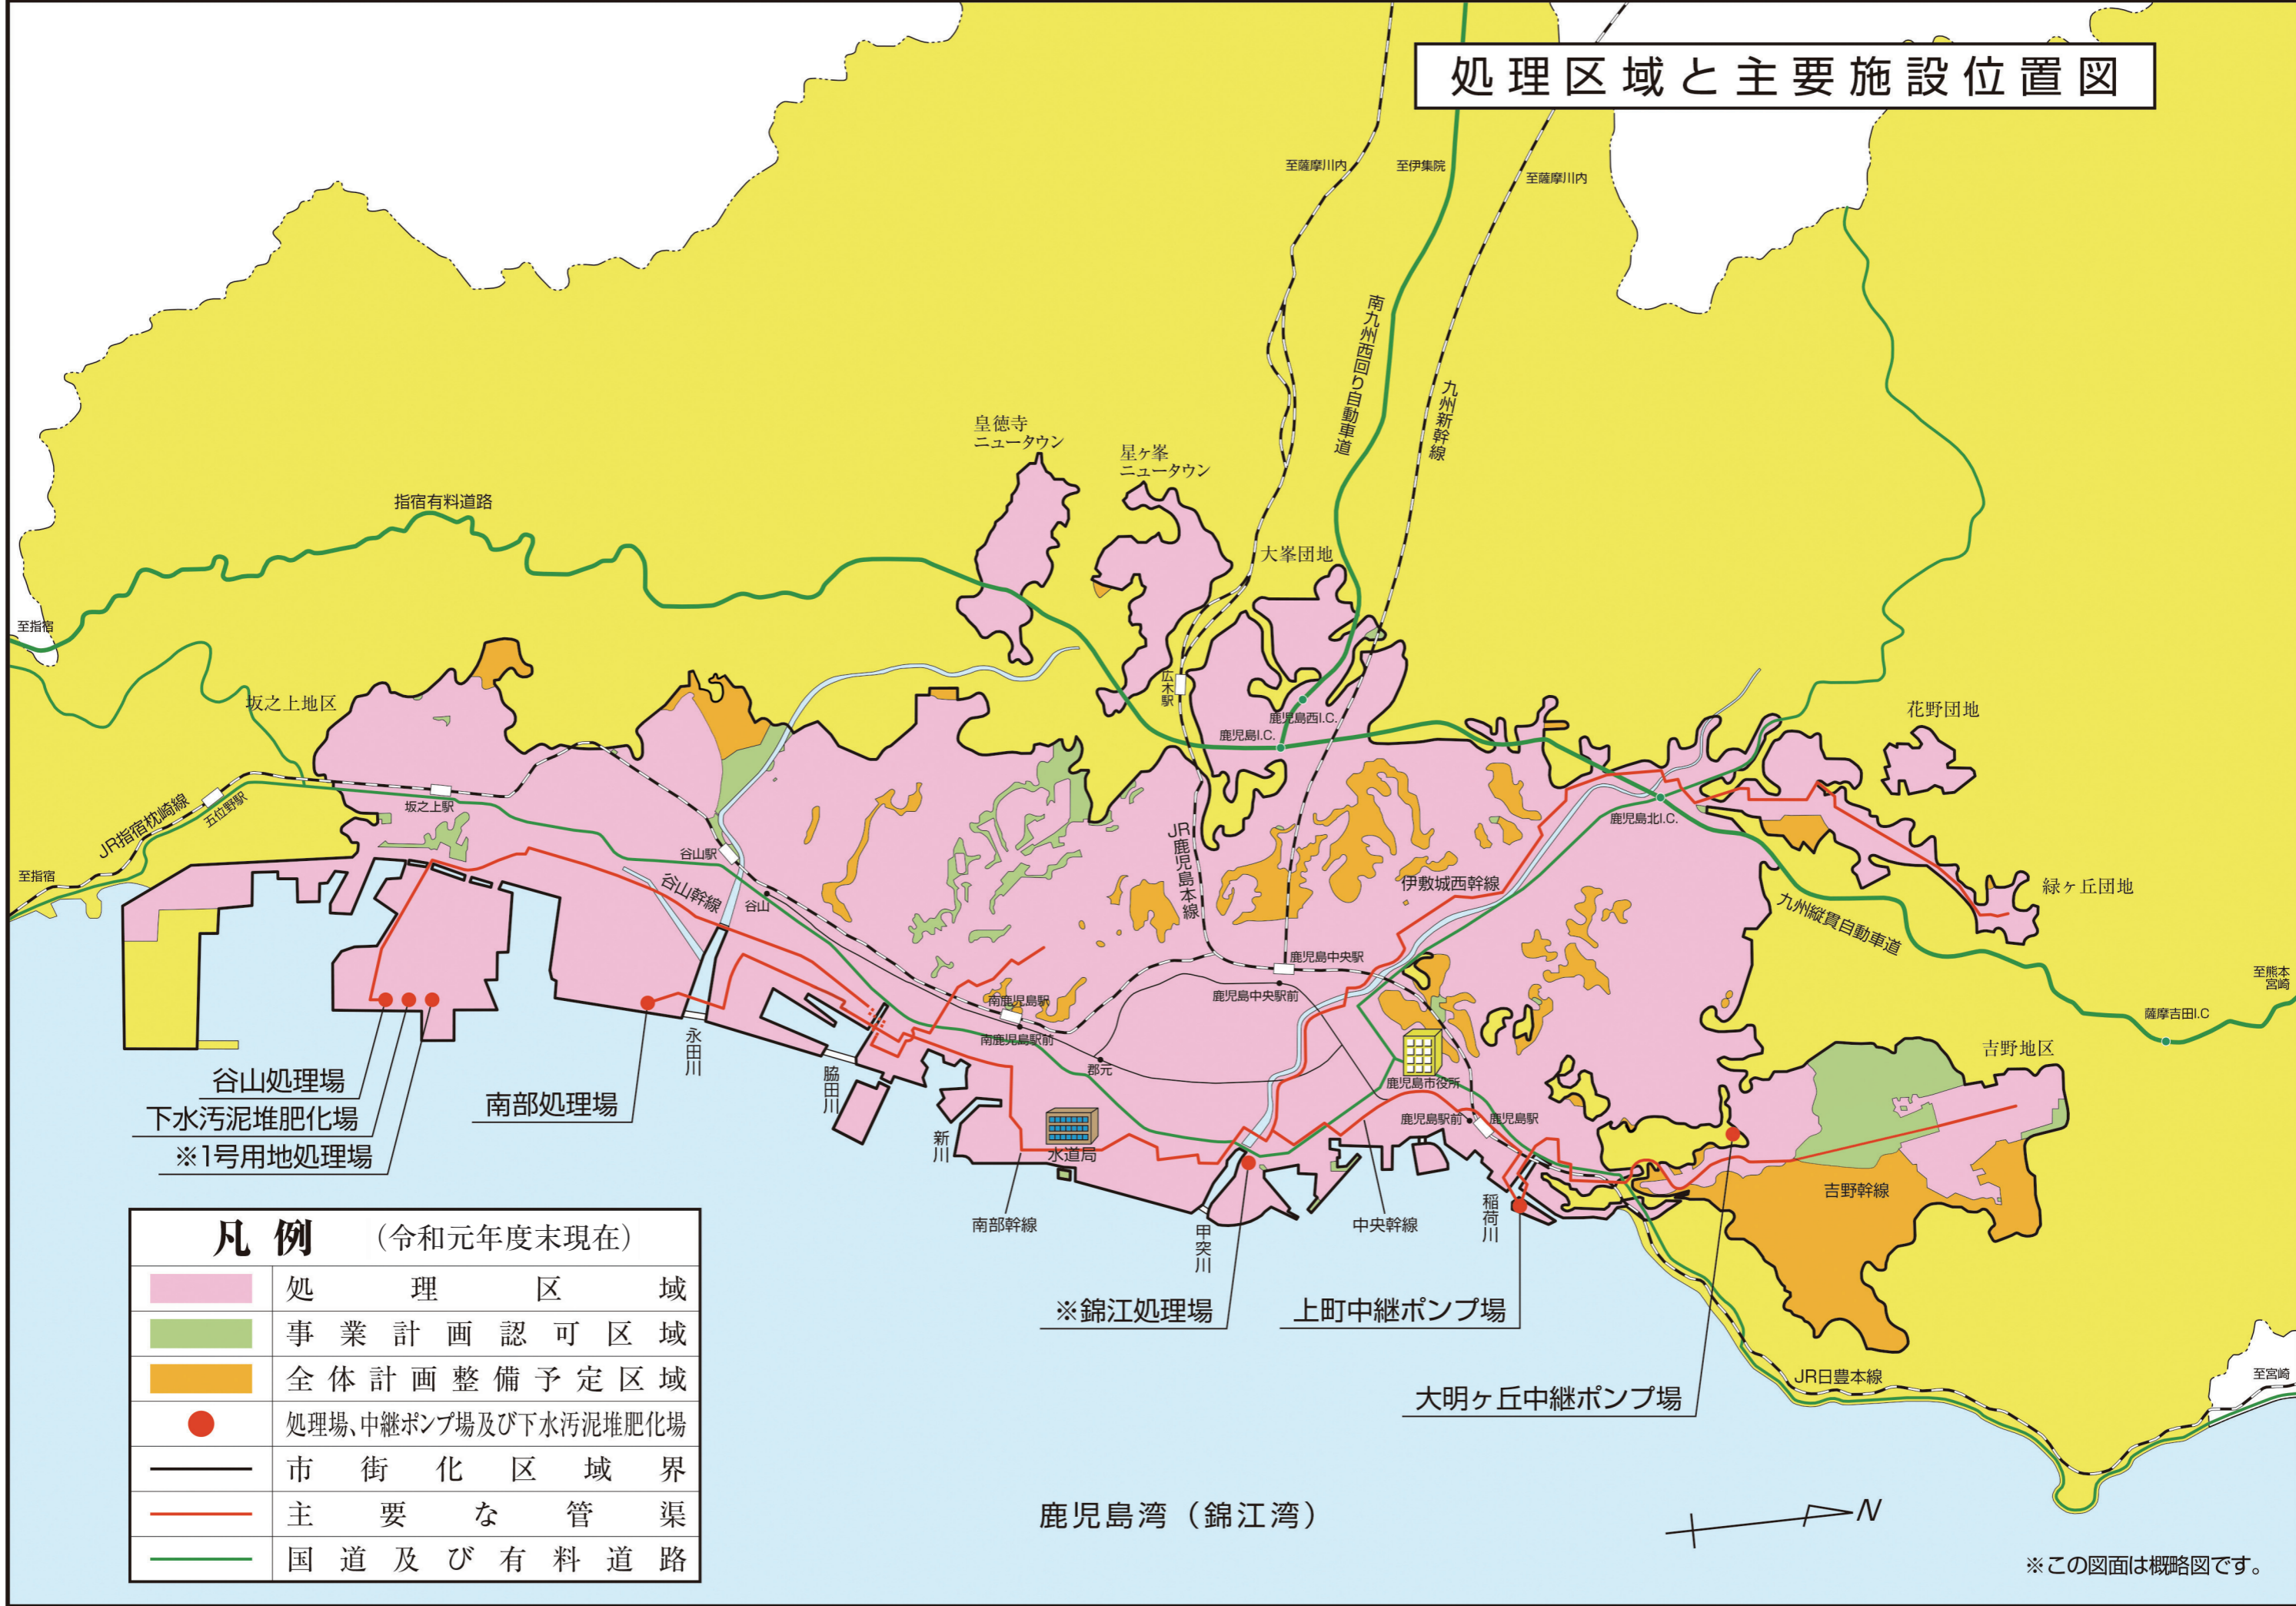 処理区域と主要施設位置図
至薩摩川内
至伊集院
至薩摩川内
南九州西回り自動車道
九州新幹線
皇徳寺
ニュータウン
星ヶ峯
ニュータウン
指宿有料道路
大峯団地
至指宿
坂之上地区
広木駅
鹿児島西I.C.
鹿児島I.C.
花野団地
JR指宿枕崎線
五位野駅
坂之上駅
鹿児島北I.C.
JR鹿児島本線
谷山駅
至指宿
谷山幹線
谷山
伊敷城西幹線
緑ヶ丘団地
九州縦貫自動車道
鹿児島中央駅
至熊本
宮崎
鹿児島中央駅前
南鹿児島駅
薩摩吉田I.C
南鹿児島駅前
永田川
吉野地区
郡元
谷山処理場
脇田川
鹿児島市役所
下水汚泥堆肥化場
南部処理場
鹿児島駅前
鹿児島駅
※1号用地処理場
新川
水道局
吉野幹線
南部幹線
甲突川
中央幹線
稲荷川
※錦江処理場
上町中継ポンプ場
大明ヶ丘中継ポンプ場
JR日豊本線
至宮崎
凡例 (令和元年度末現在)
処理区域
事業計画認可区域
全体計画整備予定区域
処理場、中継ポンプ場及び下水汚泥堆肥化場
市街化区域界
主要な管渠
国道及び有料道路
鹿児島湾（錦江湾）
N
※この図面は概略図です。